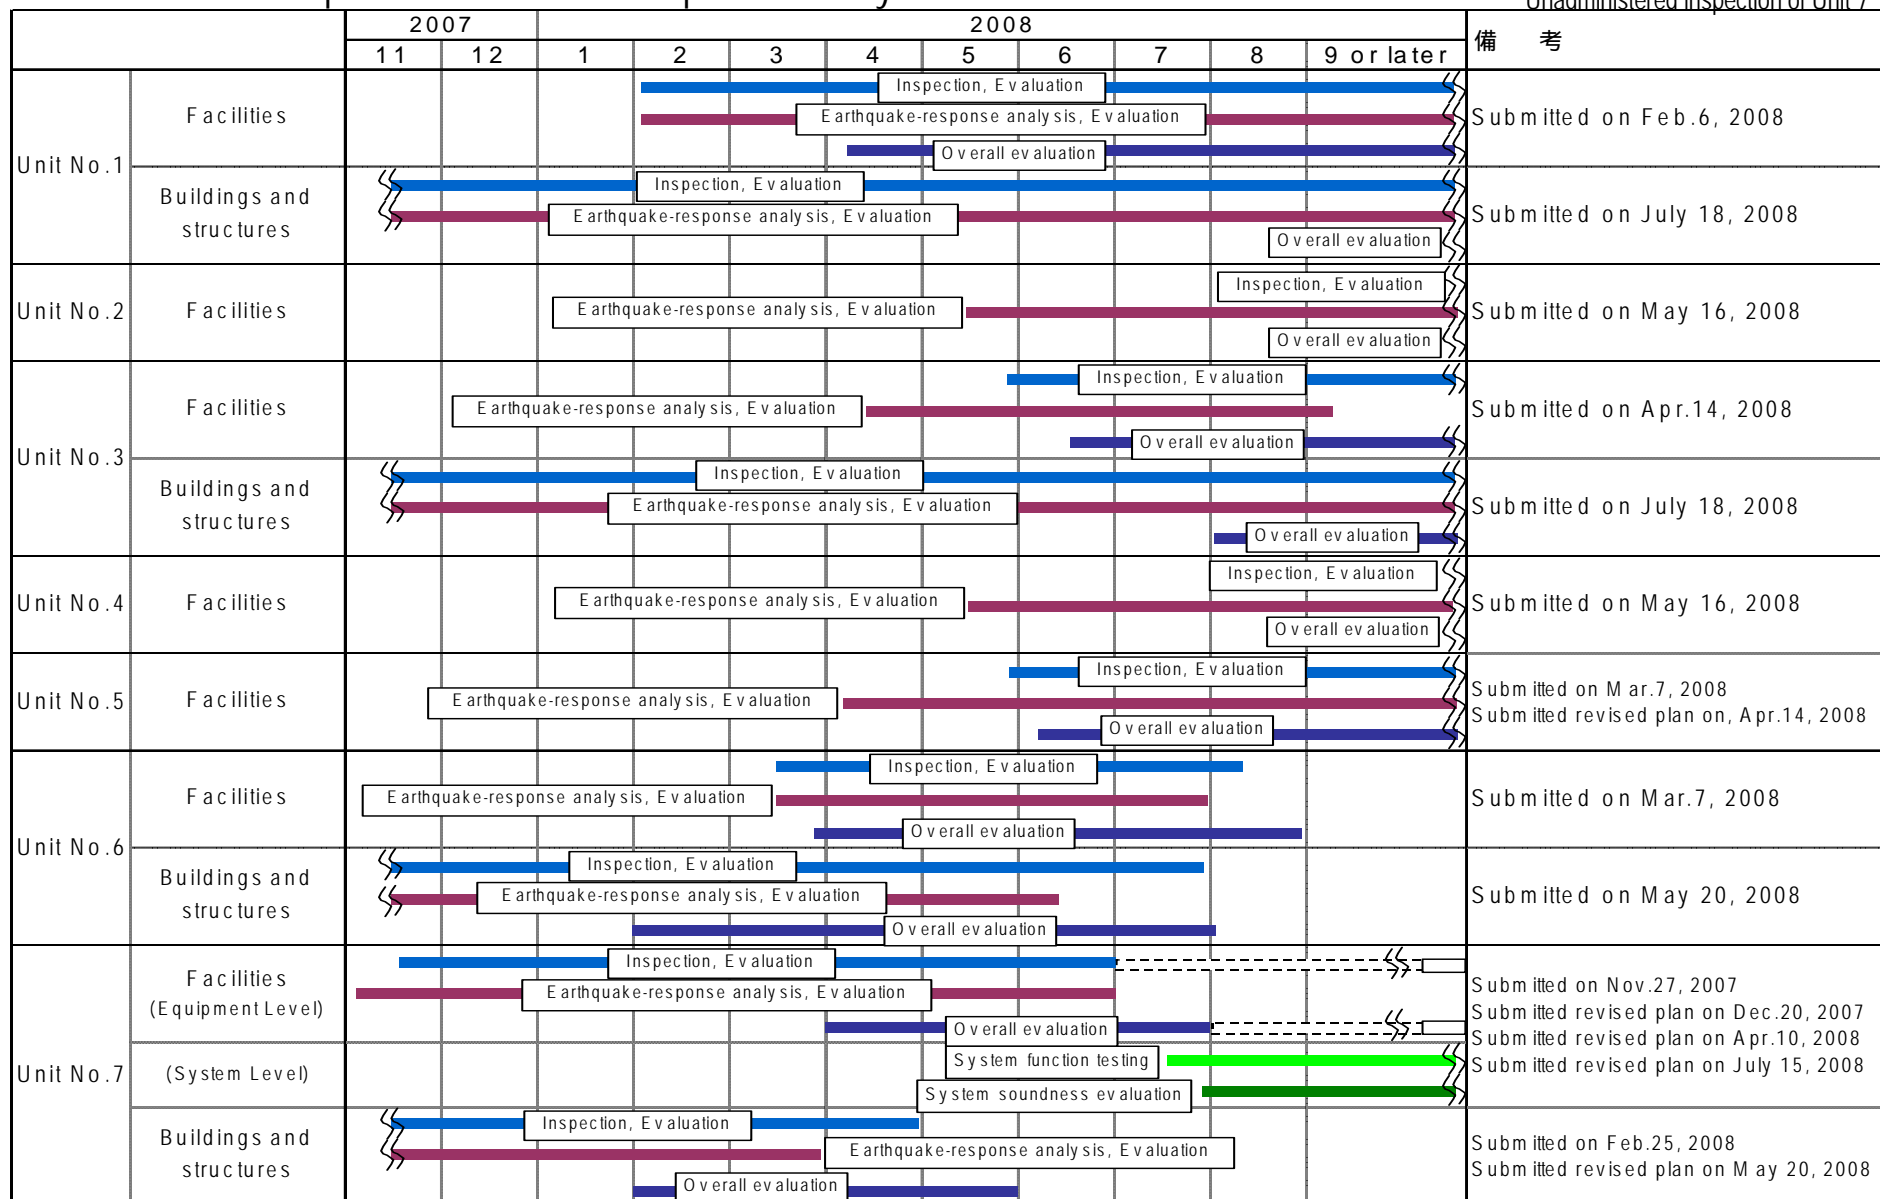 Unadministered Inspection of Unit 7
2007 2008 備 考
11 12 1 2 3 4 5 6 7 8 9 or later
Unit No.1
Facilities
Inspection, Evaluation
Earthquake-response analysis, Evaluation
Overall evaluation
Submitted on Feb.6, 2008
Buildings and
structures
Inspection, Evaluation
Earthquake-response analysis, Evaluation
Overall evaluation
Submitted on July 18, 2008
Unit No.2
Facilities
Inspection, Evaluation
Earthquake-response analysis, Evaluation
Overall evaluation
Submitted on May 16, 2008
Unit No.3
Facilities
Inspection, Evaluation
Earthquake-response analysis, Evaluation
Overall evaluation
Submitted on Apr.14, 2008
Buildings and
structures
Inspection, Evaluation
Earthquake-response analysis, Evaluation
Overall evaluation
Submitted on July 18, 2008
Unit No.4
Facilities
Inspection, Evaluation
Earthquake-response analysis, Evaluation
Overall evaluation
Submitted on May 16, 2008
Unit No.5
Facilities
Inspection, Evaluation
Earthquake-response analysis, Evaluation
Overall evaluation
Submitted on Mar.7, 2008
Submitted revised plan on, Apr.14, 2008
Unit No.6
Facilities
Inspection, Evaluation
Earthquake-response analysis, Evaluation
Overall evaluation
Submitted on Mar.7, 2008
Buildings and
structures
Inspection, Evaluation
Earthquake-response analysis, Evaluation
Overall evaluation
Submitted on May 20, 2008
Unit No.7
Facilities
(Equipment Level)
Inspection, Evaluation
Earthquake-response analysis, Evaluation
Overall evaluation
(System Level)
System function testing
System soundness evaluation
Submitted on Nov.27, 2007
Submitted revised plan on Dec.20, 2007
Submitted revised plan on Apr.10, 2008
Submitted revised plan on July 15, 2008
Buildings and
structures
Inspection, Evaluation
Earthquake-response analysis, Evaluation
Overall evaluation
Submitted on Feb.25, 2008
Submitted revised plan on May 20, 2008